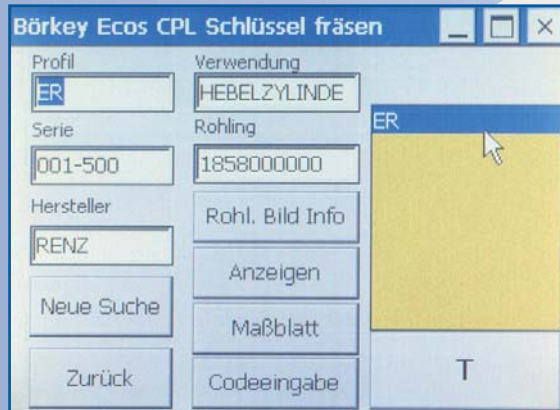 Börkey Ecos CPL Schlüssel fräsen
Profil
ER
Serie
001-500
Hersteller
RENZ
Neue Suche
Zurück
Verwendung
HEBELZYLINDE
Rohling
1858000000
Rohl. Bild Info
Anzeigen
Maßblatt
Codeeingabe
ER
T